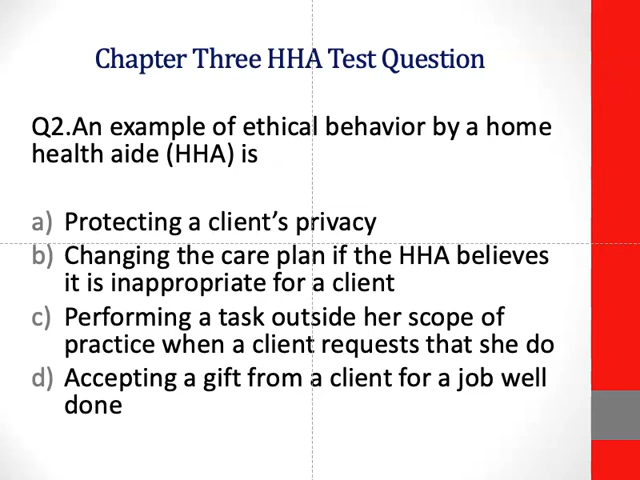 Chapter Three HHA Test Question
Q2.An example of ethical behavior by a home
health aide (HHA) is
a) Protecting a client’s privacy
b) Changing the care plan if the HHA believes
it is inappropriate for a client
c) Performing a task outside her scope of
practice when a client requests that she do
d) Accepting a gift from a client for a job well
done